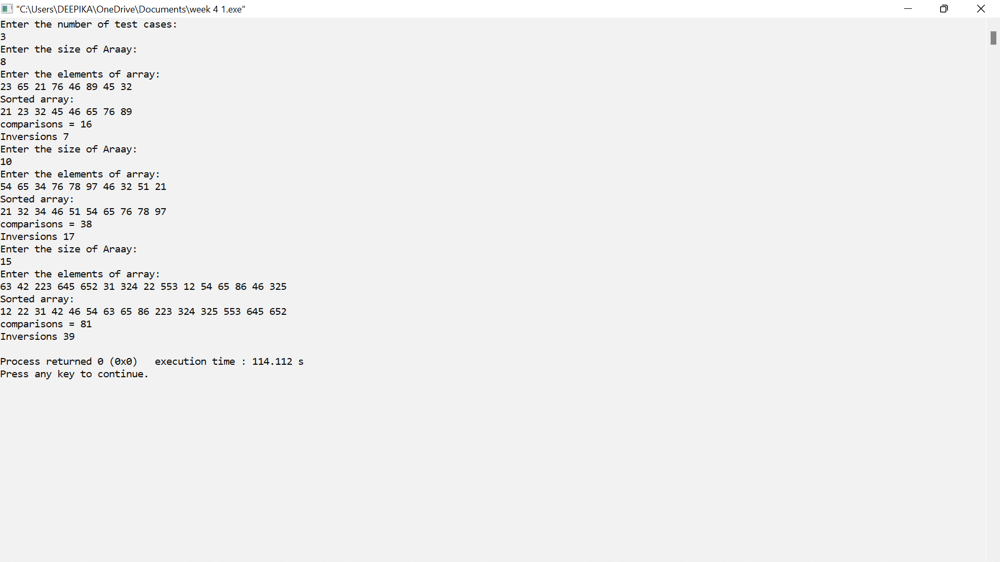 "C:\Users\DEEPIKA\OneDrive\Documents\week 4 1.exe"
Enter the number of test cases:
3
Enter the size of Araay:
8
Enter the elements of array:
23 65 21 76 46 89 45 32
Sorted array:
21 23 32 45 46 65 76 89
comparisons = 16
Inversions 7
Enter the size of Araay:
10
Enter the elements of array:
54 65 34 76 78 97 46 32 51 21
Sorted array:
21 32 34 46 51 54 65 76 78 97
comparisons = 38
Inversions 17
Enter the size of Araay:
15
Enter the elements of array:
63 42 223 645 652 31 324 22 553 12 54 65 86 46 325
Sorted array:
12 22 31 42 46 54 63 65 86 223 324 325 553 645 652
comparisons = 81
Inversions 39
Process returned 0 (0x0)   execution time : 114.112 s
Press any key to continue.